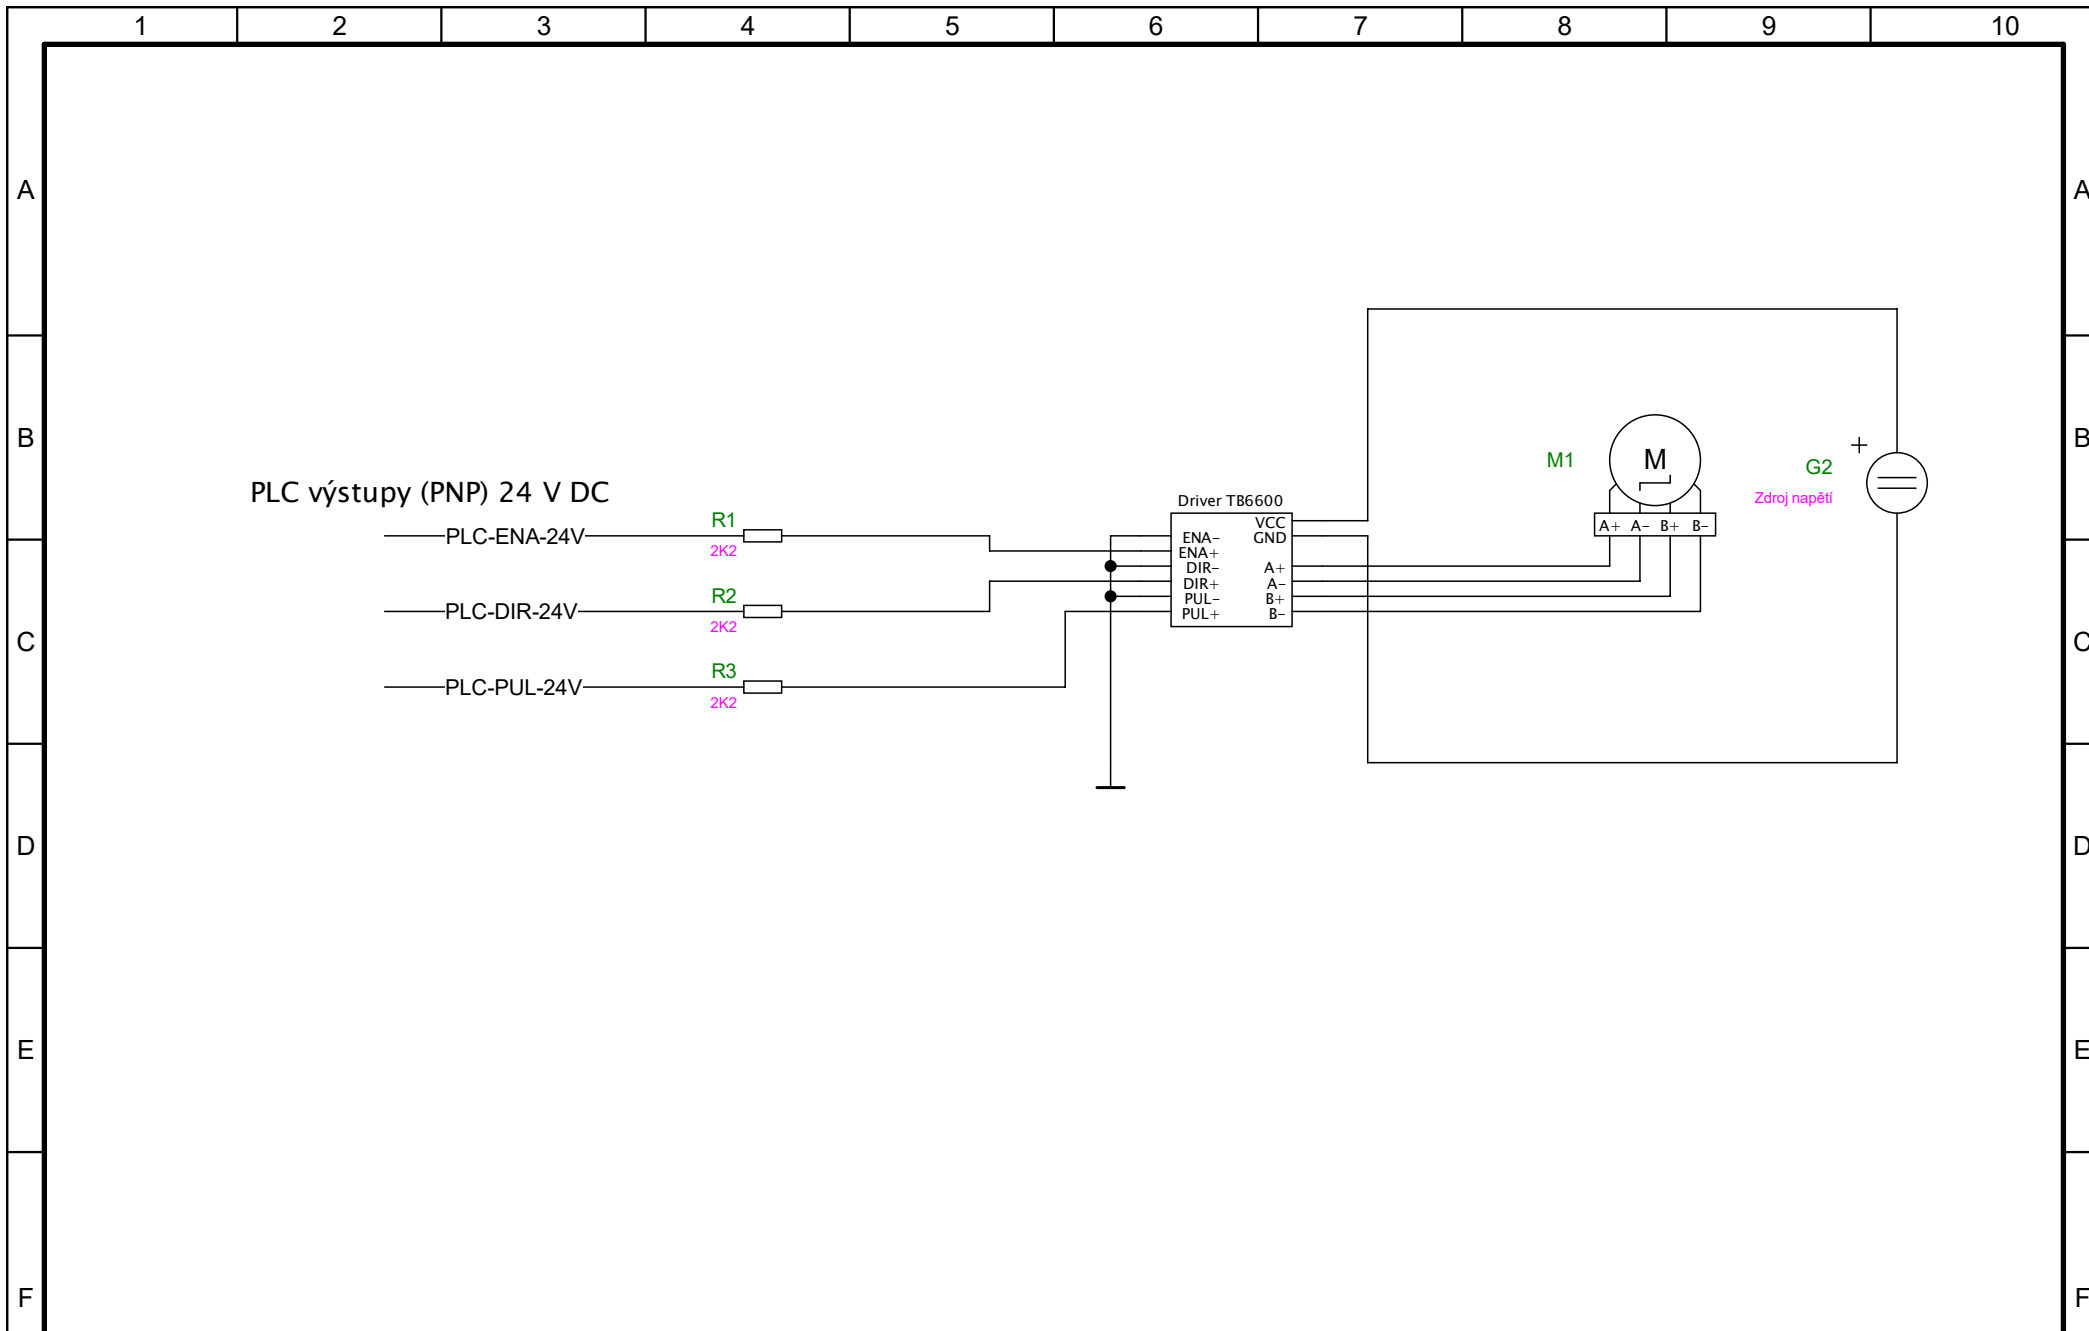 1 2 3 4 5 6 7 8 9 10
A A
B B
C C
D D
E E
F F
PLC výstupy (PNP) 24 V DC
PLC-ENA-24V
R1
2K2
PLC-DIR-24V
R2
2K2
PLC-PUL-24V
R3
2K2
Driver TB6600
VCC
ENA- GND
ENA+
DIR- A+
DIR+ A-
PUL- B+
PUL+ B-
M1
M
A+ A- B+ B-
+
G2
Zdroj napětí